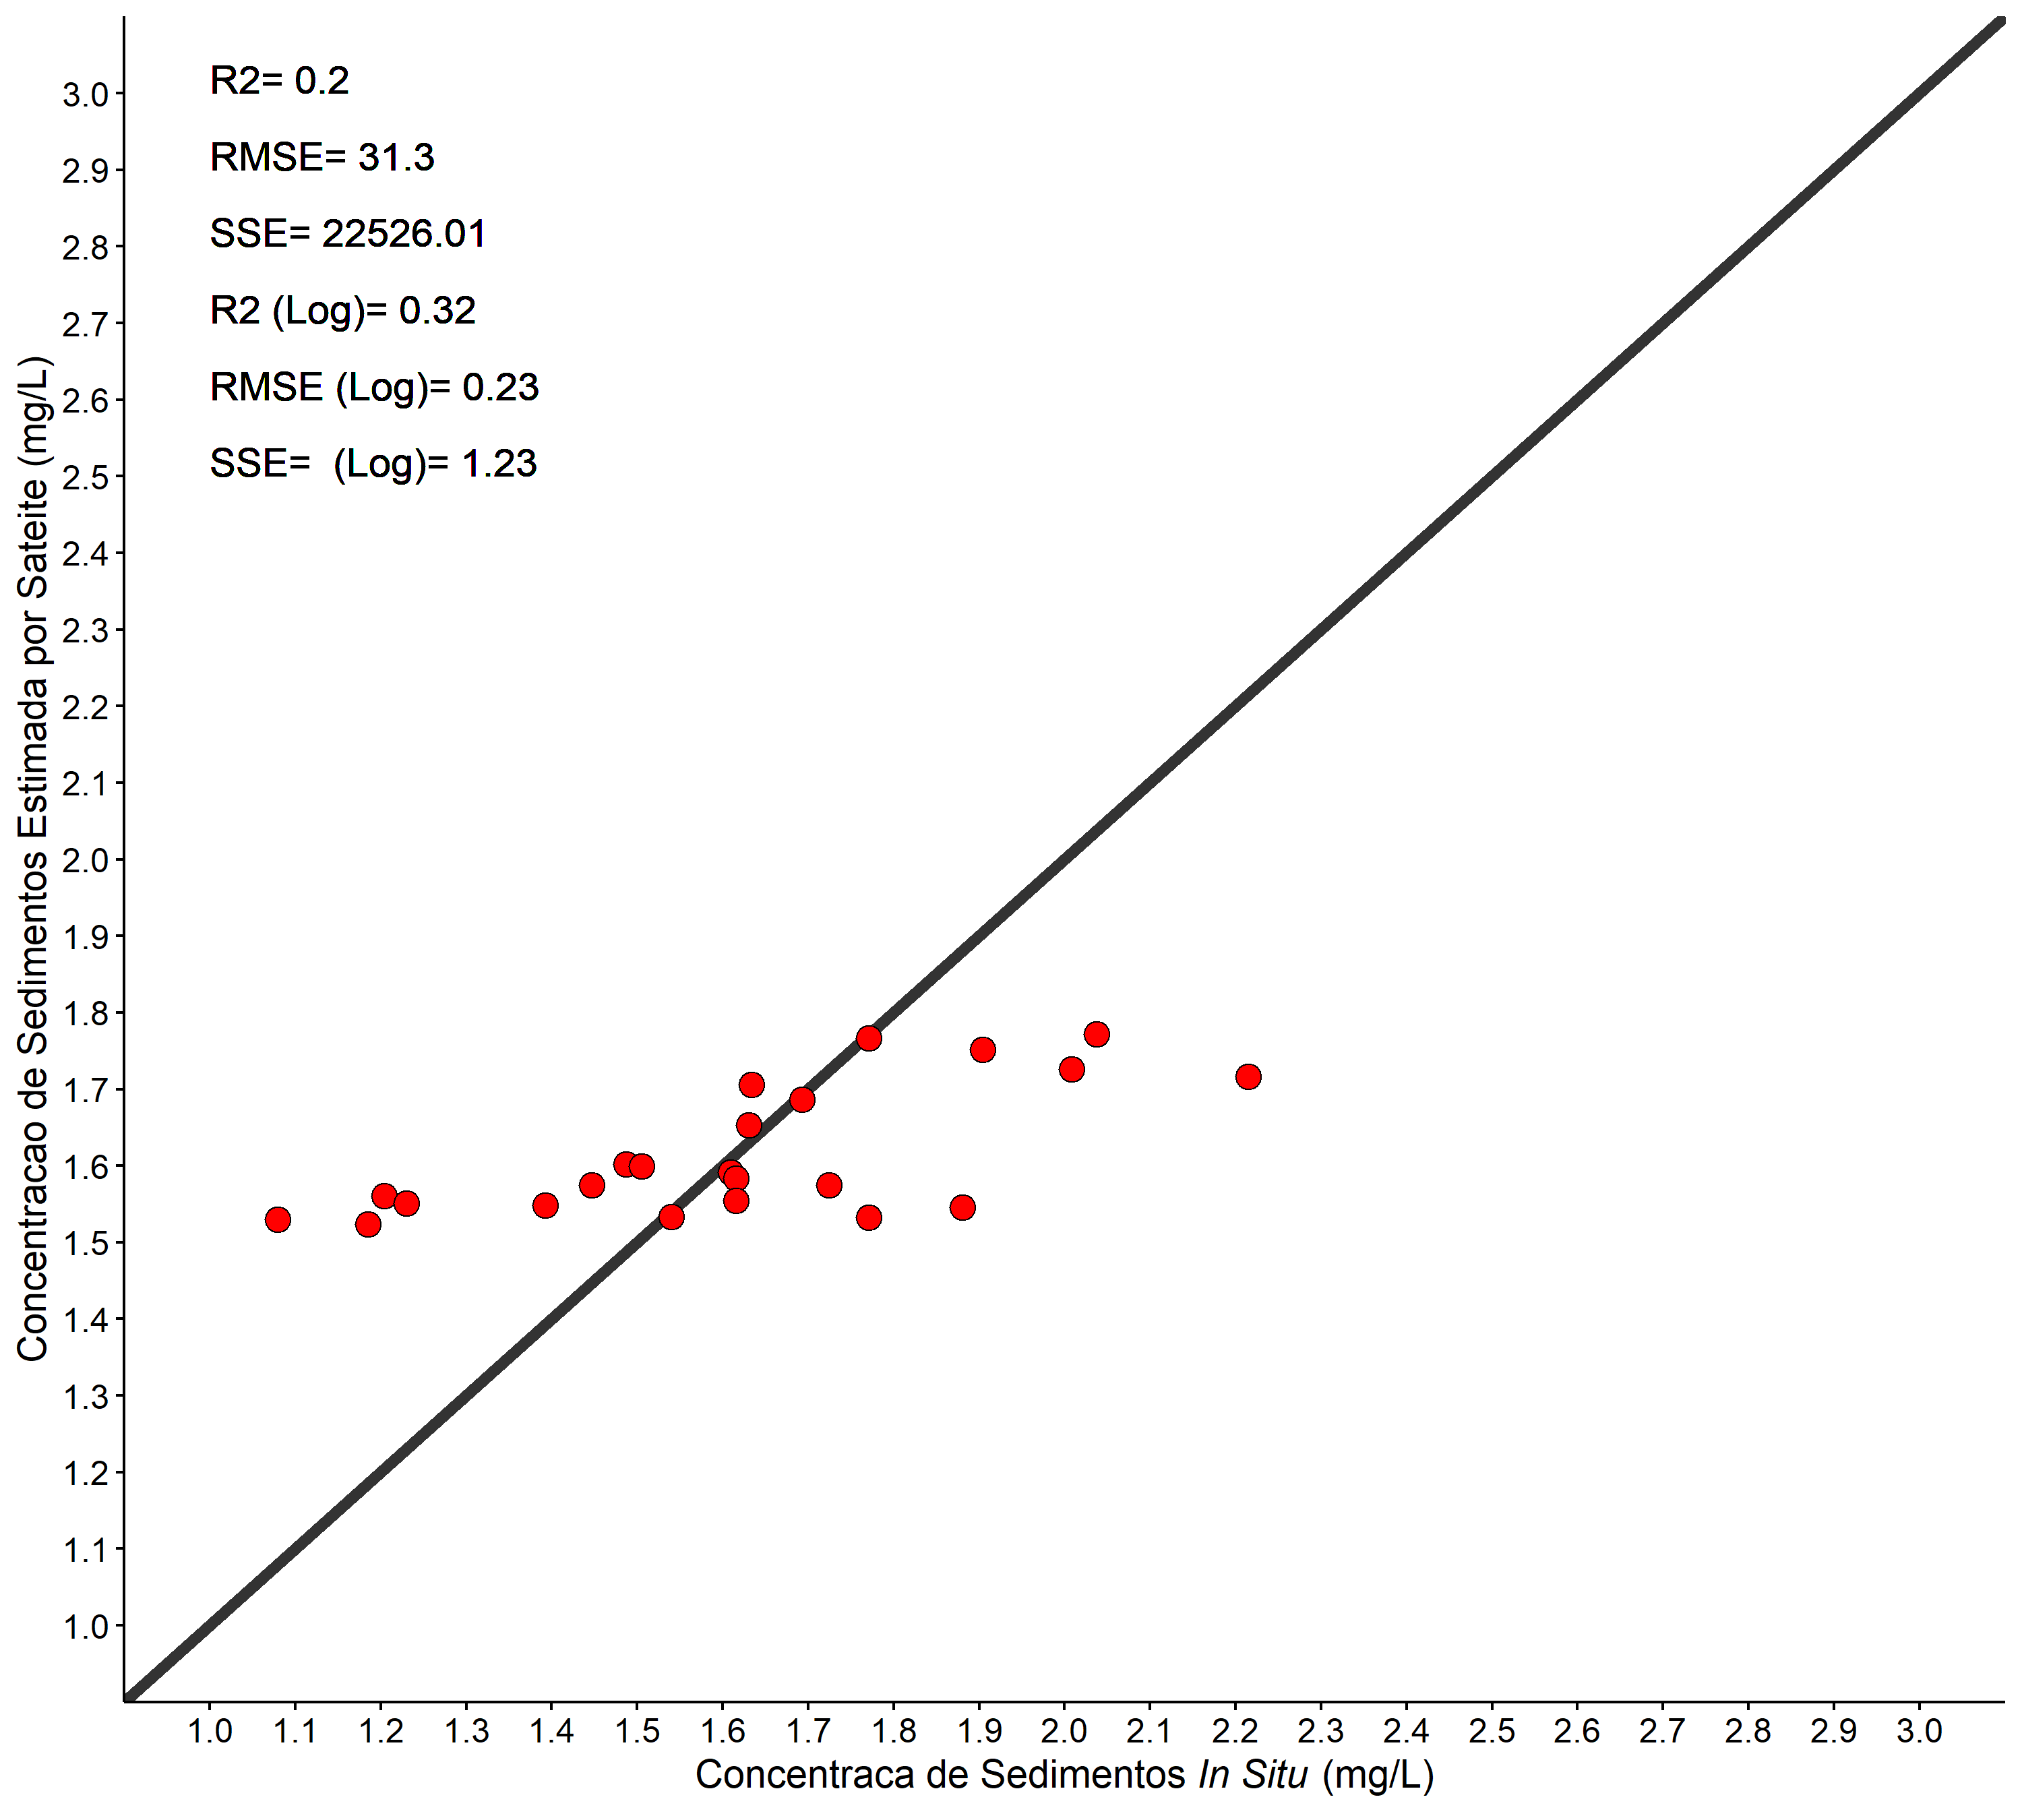 R2= 0.2
RMSE= 31.3
SSE= 22526.01
R2 (Log)= 0.32
RMSE (Log)= 0.23
SSE=  (Log)= 1.23
Concentracao de Sedimentos Estimada por Sateite (mg/L)
3.0
2.9
2.8
2.7
2.6
2.5
2.4
2.3
2.2
2.1
2.0
1.9
1.8
1.7
1.6
1.5
1.4
1.3
1.2
1.1
1.0
1.0 1.1 1.2 1.3 1.4 1.5 1.6 1.7 1.8 1.9 2.0 2.1 2.2 2.3 2.4 2.5 2.6 2.7 2.8 2.9 3.0
Concentraca de Sedimentos In Situ (mg/L)